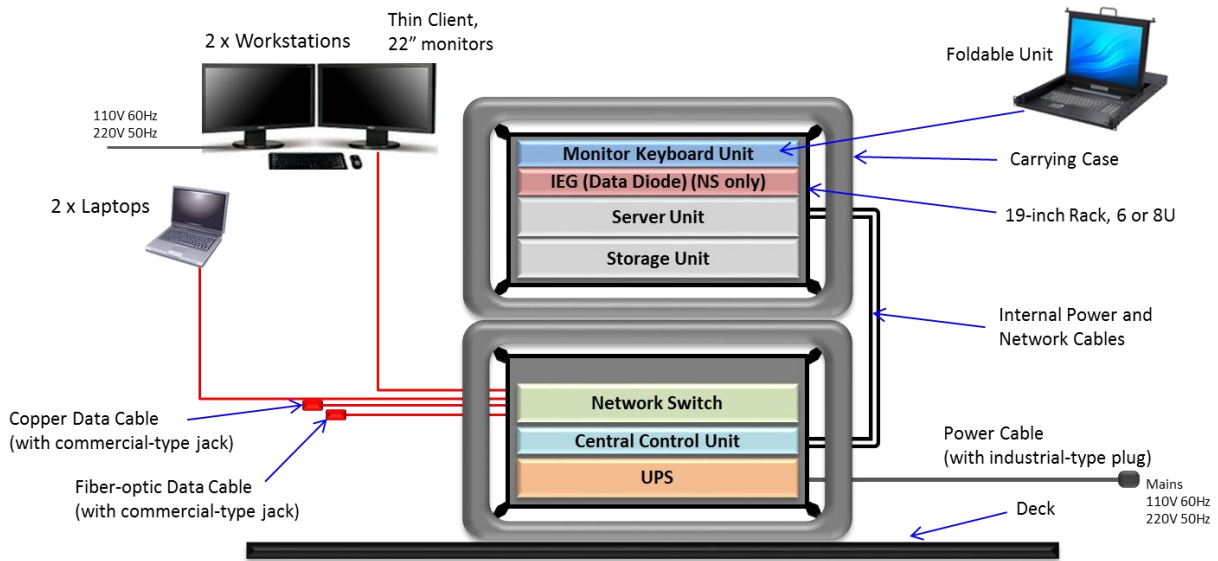 2 x Workstations
Thin Client,
22” monitors
Foldable Unit
110V 60Hz
220V 50Hz
2 x Laptops
Monitor Keyboard Unit
IEG (Data Diode) (NS only)
Server Unit
Storage Unit
Carrying Case
19-inch Rack, 6 or 8U
Internal Power and
Network Cables
Network Switch
Central Control Unit
UPS
Copper Data Cable
(with commercial-type jack)
Fiber-optic Data Cable
(with commercial-type jack)
Power Cable
(with industrial-type plug)
Mains
110V 60Hz
220V 50Hz
Deck